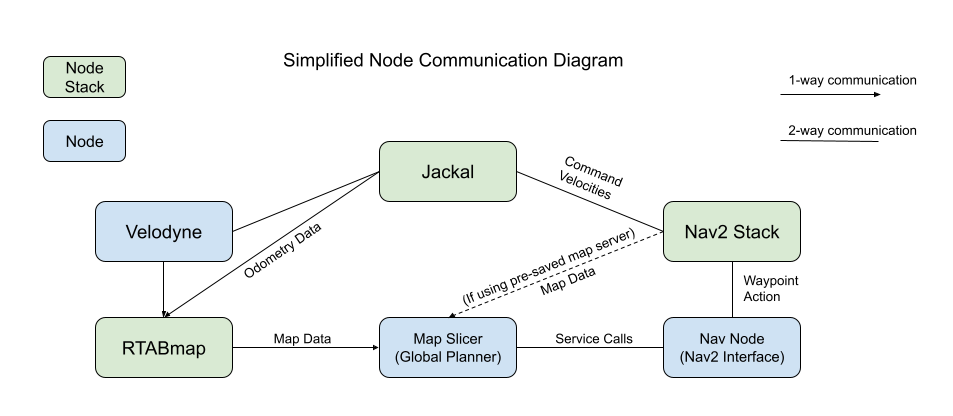 Simplified Node Communication Diagram
Node
Stack
Node
1-way communication
2-way communication
Jackal
Command
Velocities
Velodyne
Odometry Data
Nav2 Stack
(If using pre-saved map server)
Map Data
Waypoint
Action
RTABmap
Map Data
Map Slicer
(Global Planner)
Service Calls
Nav Node
(Nav2 Interface)